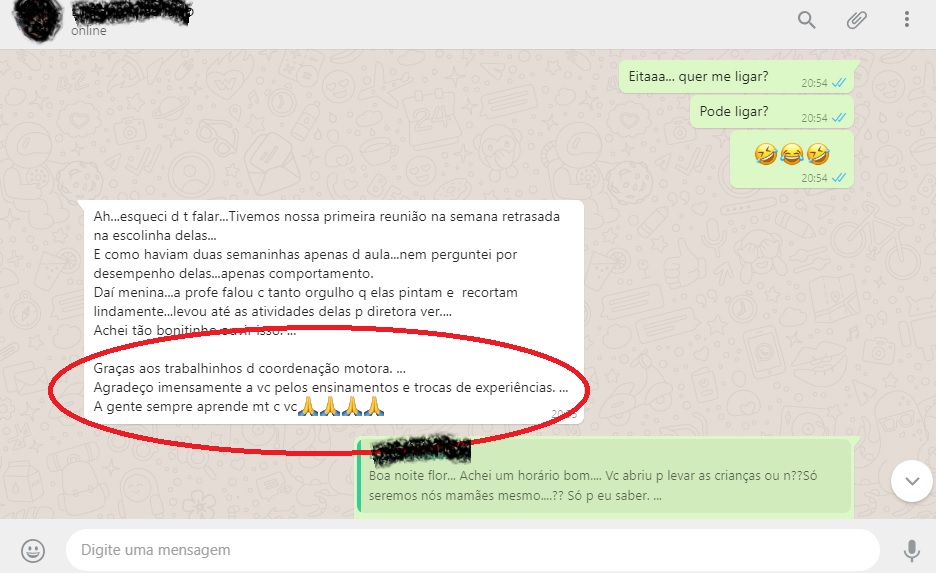 online
Eitaaa... quer me ligar?
20:54
Pode ligar?
20:54
🤣😂🤣
20:54
Ah...esqueci d t falar...Tivemos nossa primeira reunião na semana retrasada
na escolinha delas...
E como haviam duas semaninhas apenas d aula...nem perguntei por
desempenho delas...apenas comportamento.
Daí menina...a profe falou c tanto orgulho q elas pintam e recortam
lindamente...levou até as atividades delas p diretora ver....
Achei tão bonitinho ouvir isso. ...
Graças aos trabalhinhos d coordenação motora. ...
Agradeço imensamente a vc pelos ensinamentos e trocas de experiências. ...
A gente sempre aprende mt c vc🙏🙏🙏🙏
Boa noite flor... Achei um horário bom.... Vc abriu p levar as crianças ou n??Só
seremos nós mamães mesmo....?? Só p eu saber. ...
Digite uma mensagem